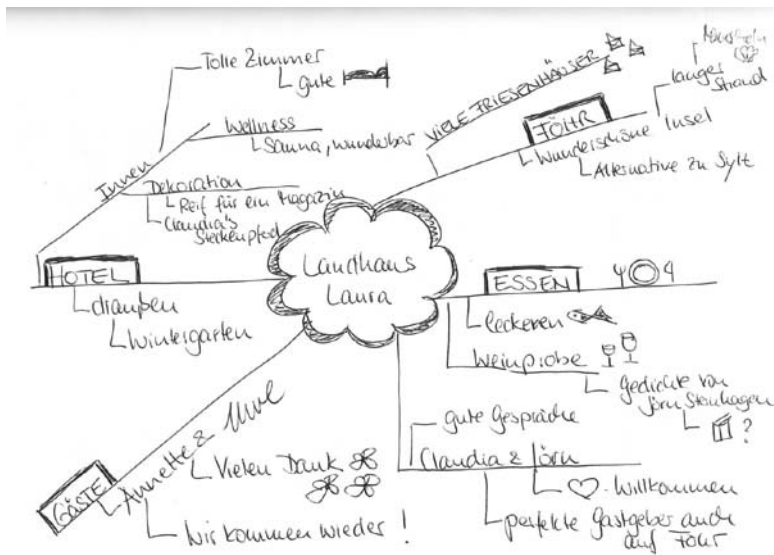 Landhaus
Laura
HOTEL
Innen
Tolle Zimmer
gute
Wellness
Sauna, wunderbar
Dekoration
Reif für ein Magazin
Claudia's
Steckenpferd
draußen
Wintergarten
FÖHR
VIELE FRIESENHÄUSER
Wunderschöne Insel
Alternative zu Sylt
langer
Strand
Muscheln
ESSEN
leckeren
Weinprobe
Gedichte von
Jörn Steinhagen
?
Claudia & Jörn
gute Gespräche
Willkommen
perfekte Gastgeber auch
auf Föhr
GÄSTE
Annette & Uwe
Vielen Dank
Wir kommen wieder !